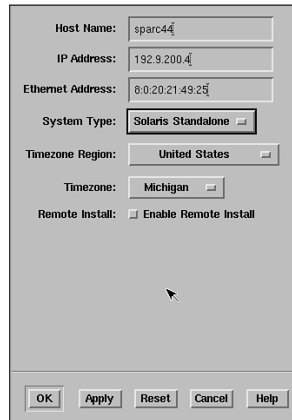 Host Name: sparc44
IP Address: 192.9.200.4
Ethernet Address: 8:0:20:21:49:25
System Type: Solaris Standalone
Timezone Region: United States
Timezone: Michigan
Remote Install: Enable Remote Install
OK Apply Reset Cancel Help